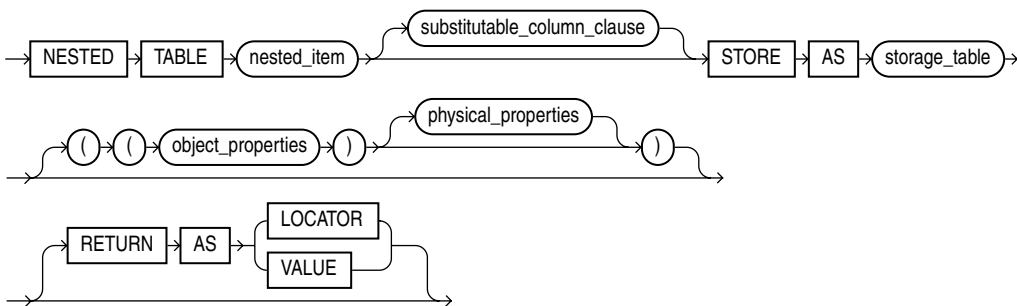 substitutable_column_clause
NESTED TABLE nested_item STORE AS storage_table
physical_properties
( ( object_properties ) )
LOCATOR
RETURN AS
VALUE